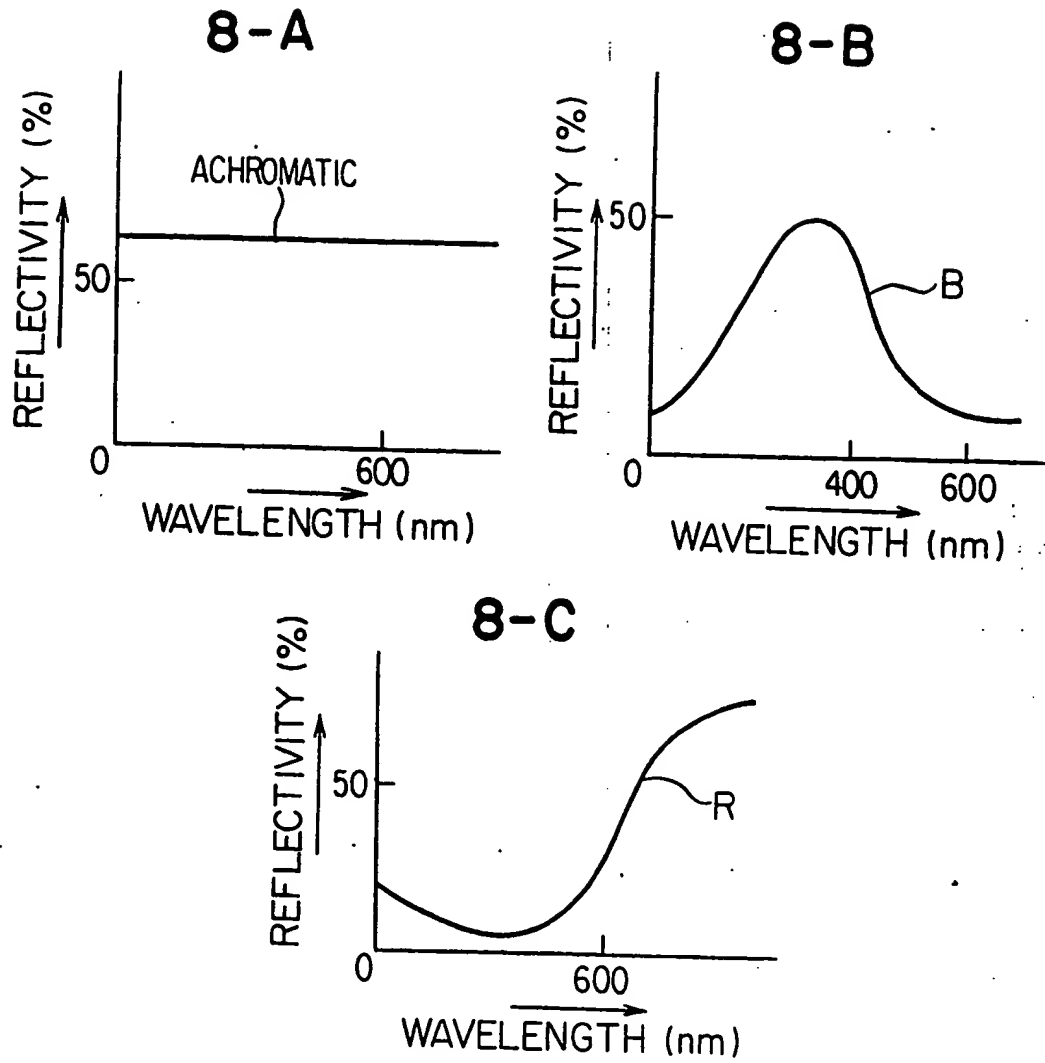 8-A
REFLECTIVITY (%)
ACHROMATIC
50
0
600
WAVELENGTH (nm)
8-B
REFLECTIVITY (%)
50
B
0
400
600
WAVELENGTH (nm)
8-C
REFLECTIVITY (%)
50
R
0
600
WAVELENGTH (nm)